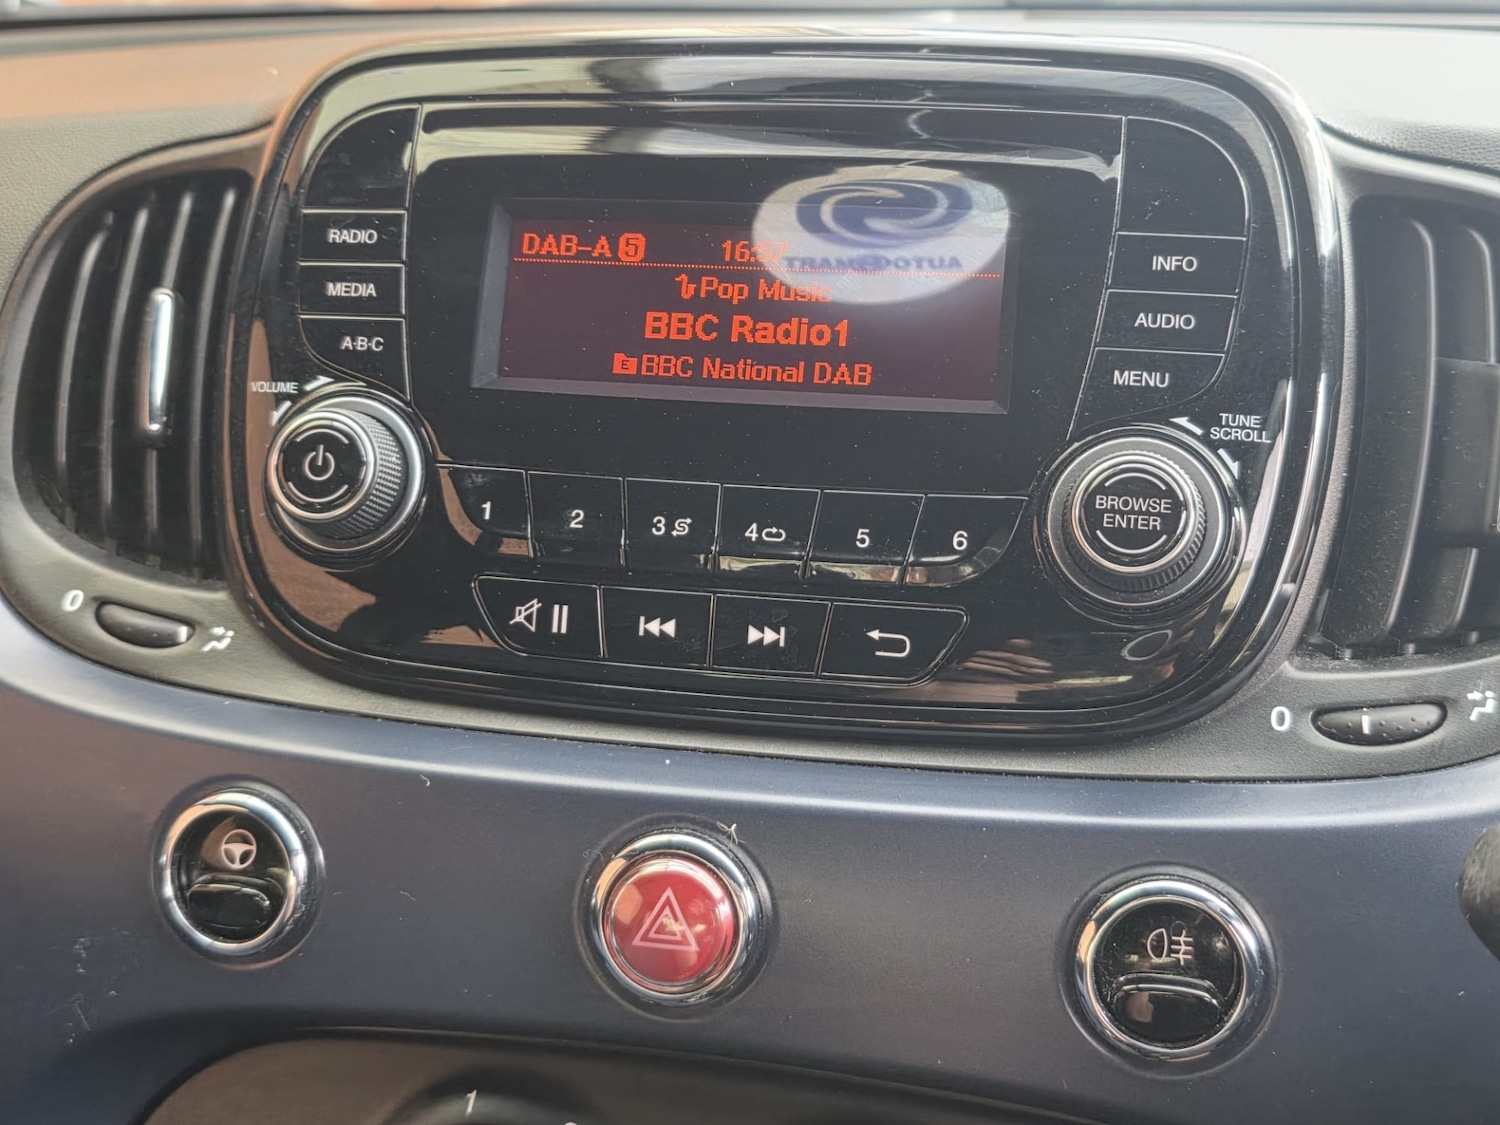 RADIO
MEDIA
A·B·C
VOLUME
DAB-A 5 16:57
Pop Music
BBC Radio1
BBC National DAB
INFO
AUDIO
MENU
TUNE
SCROLL
BROWSE
ENTER
1 2 3 4 5 6
0
0
1